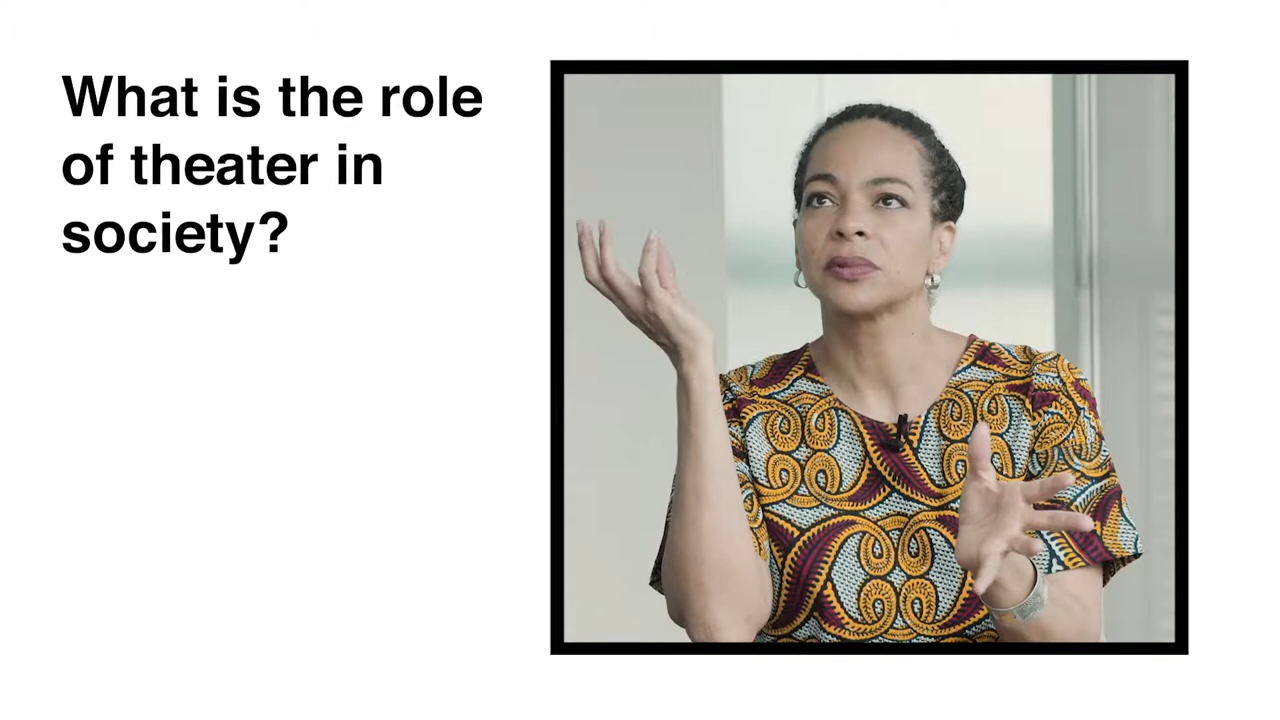 What is the role
of theater in
society?